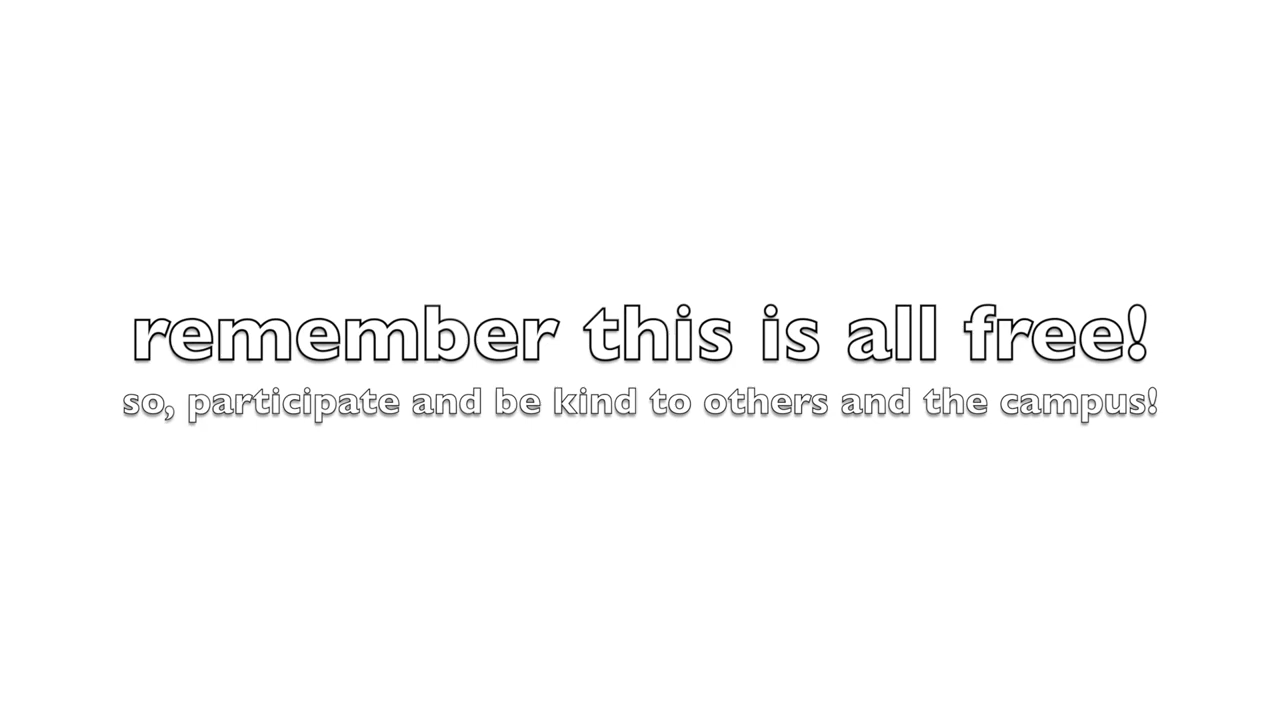 remember this is all free!
so, participate and be kind to others and the campus!